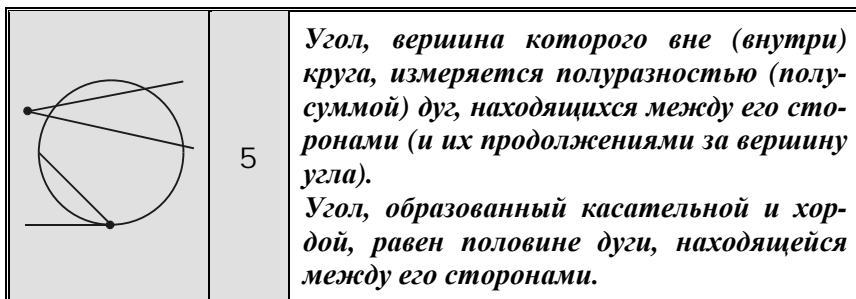 5
Угол, вершина которого вне (внутри)
круга, измеряется полуразностью (полу-
суммой) дуг, находящихся между его сто-
ронами (и их продолжениями за вершину
угла).
Угол, образованный касательной и хор-
дой, равен половине дуги, находящейся
между его сторонами.